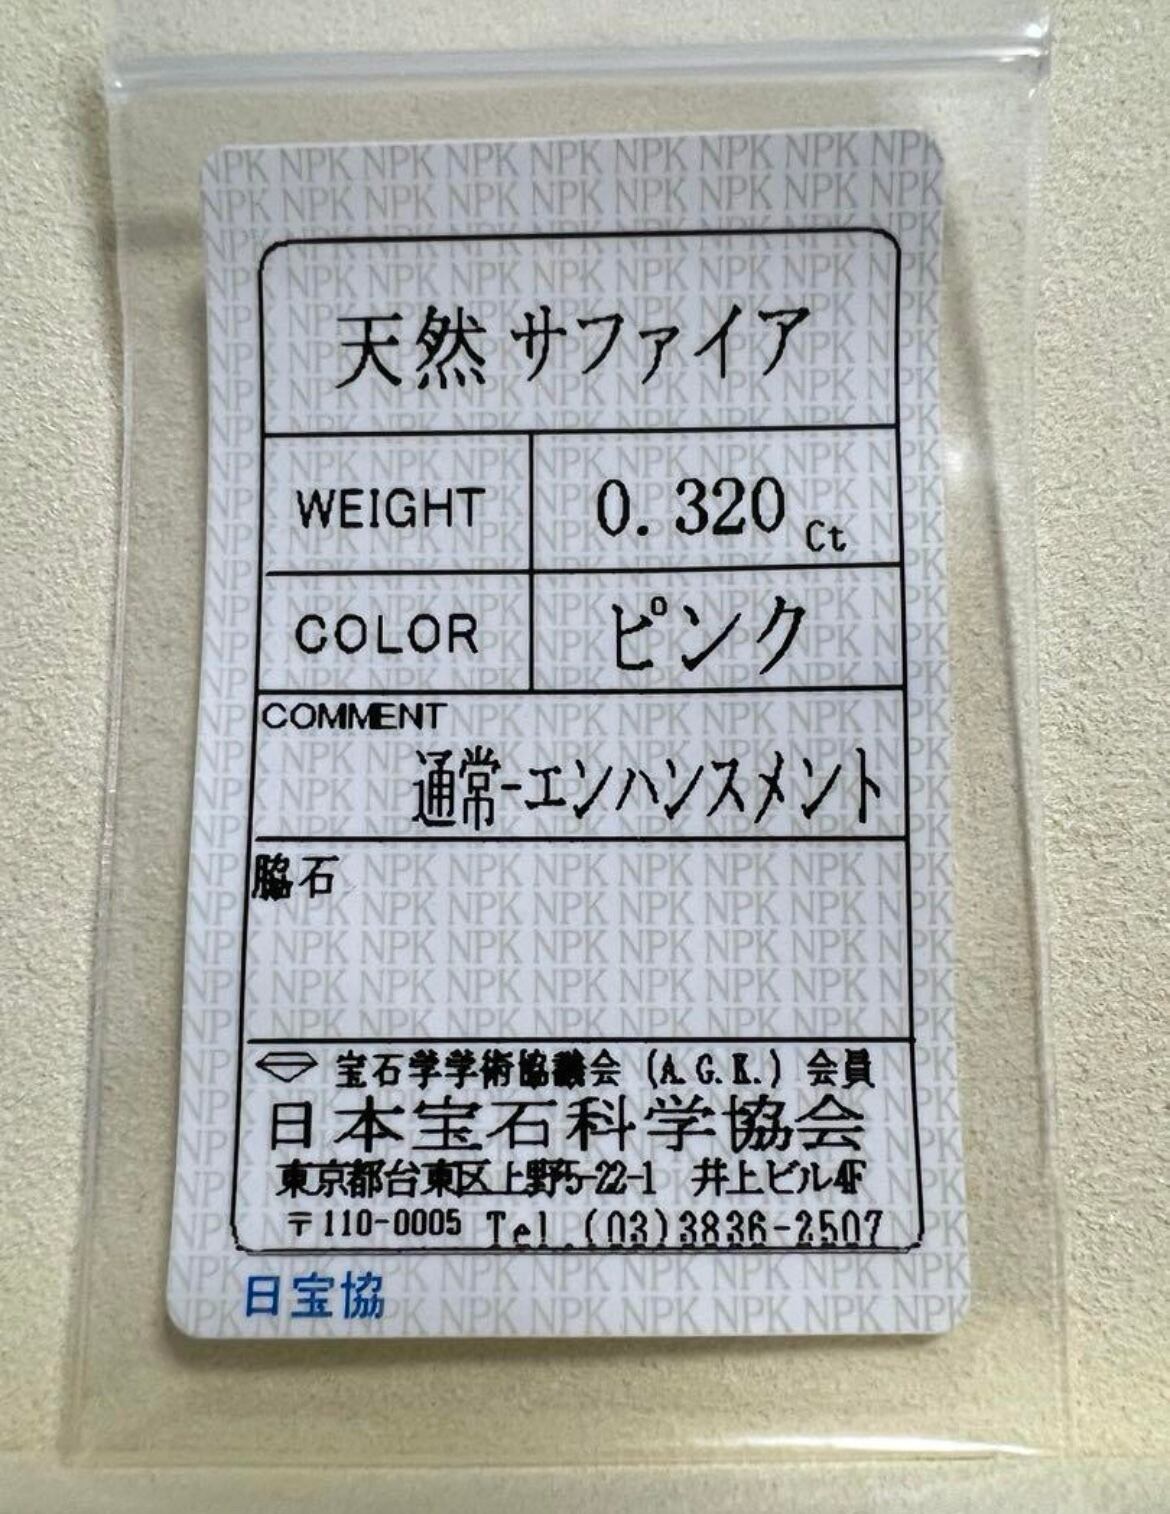 天然 サファイア
WEIGHT 0.320 Ct
COLOR ピンク
COMMENT
通常-エンハンスメント
脇石
宝石学学術協議会 (A.G.K.) 会員
日本宝石科学協会
東京都台東区上野5-22-1 井上ビル4F
〒110-0005 Tel.(03)3836-2507
日宝協